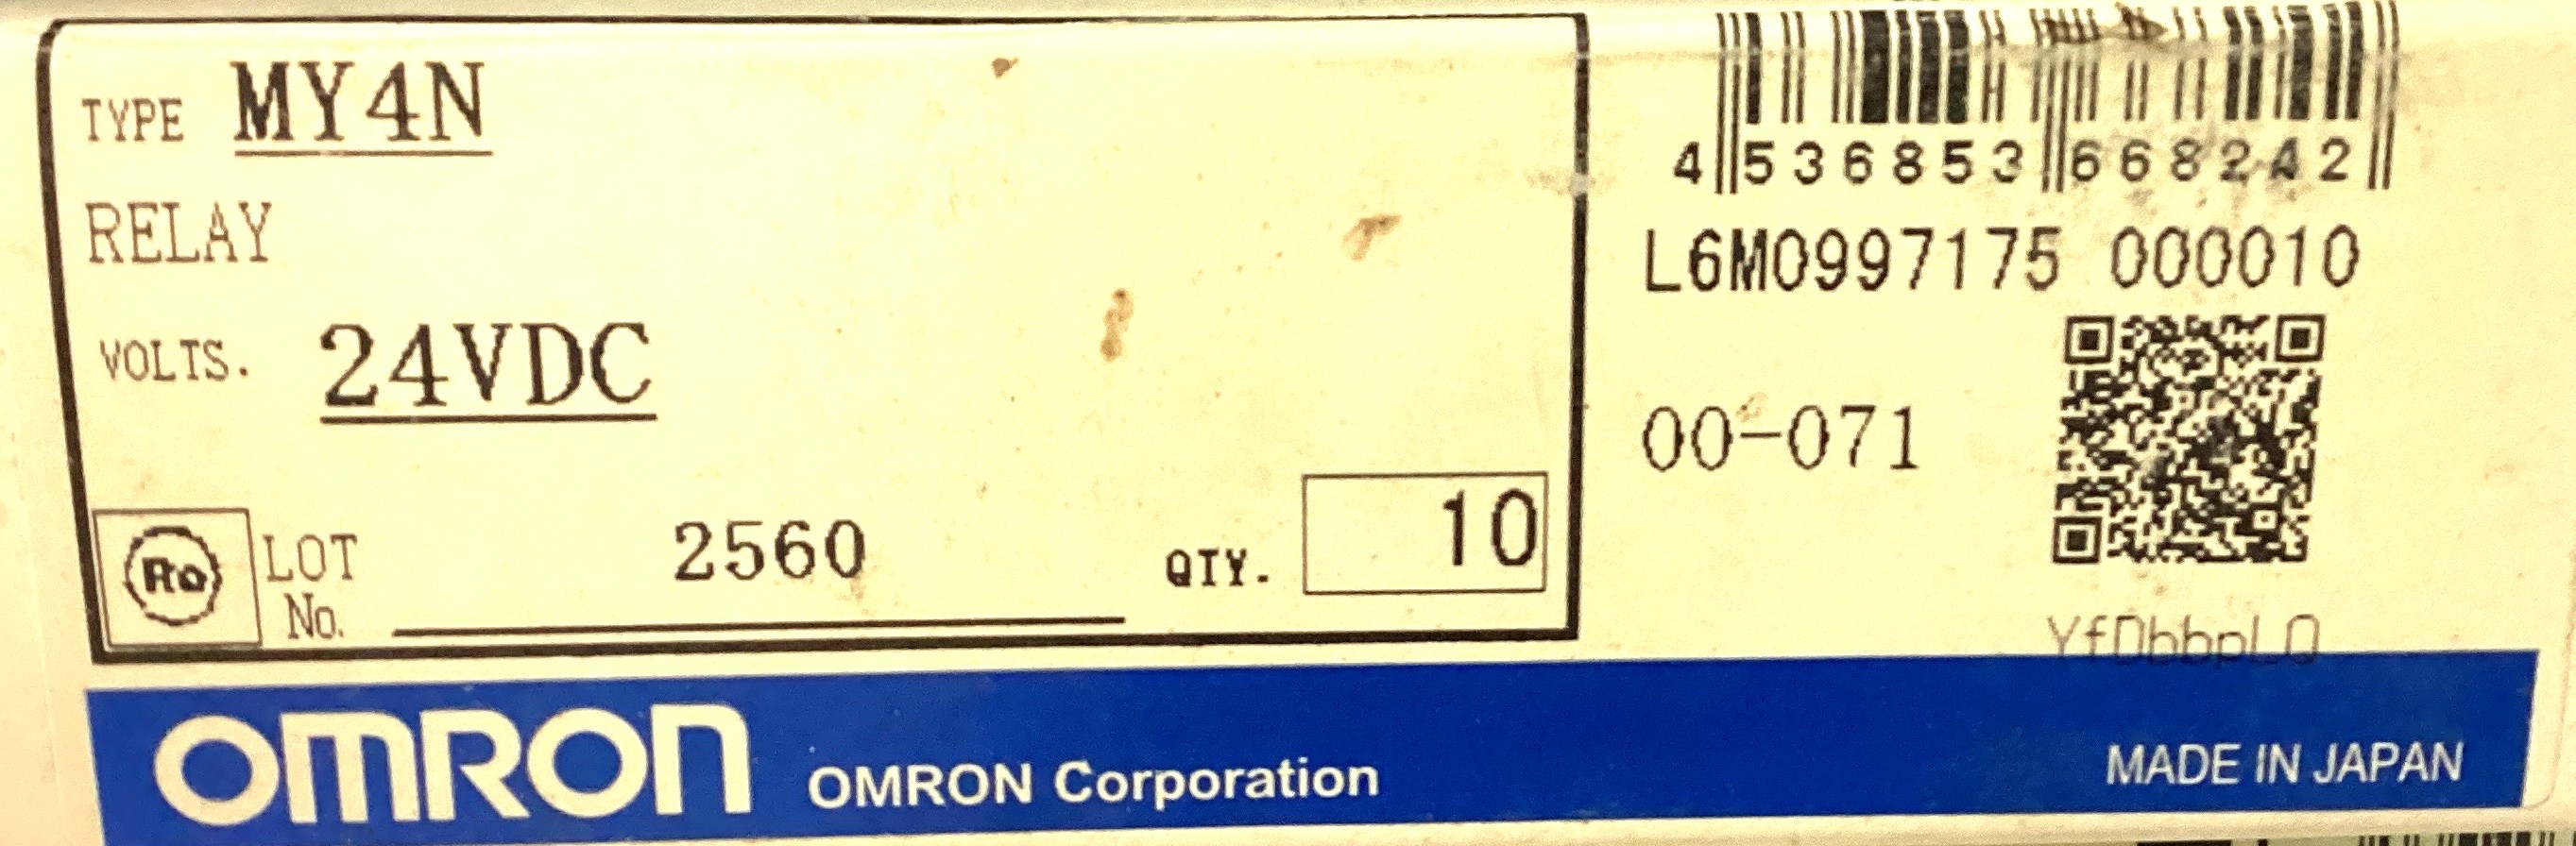 TYPE MY4N
RELAY
VOLTS. 24VDC
Ro
LOT No. 2560
QTY. 10
4 536853 668242
L6M0997175 000010
00-071
YfDbbpLQ
OMRON OMRON Corporation
MADE IN JAPAN